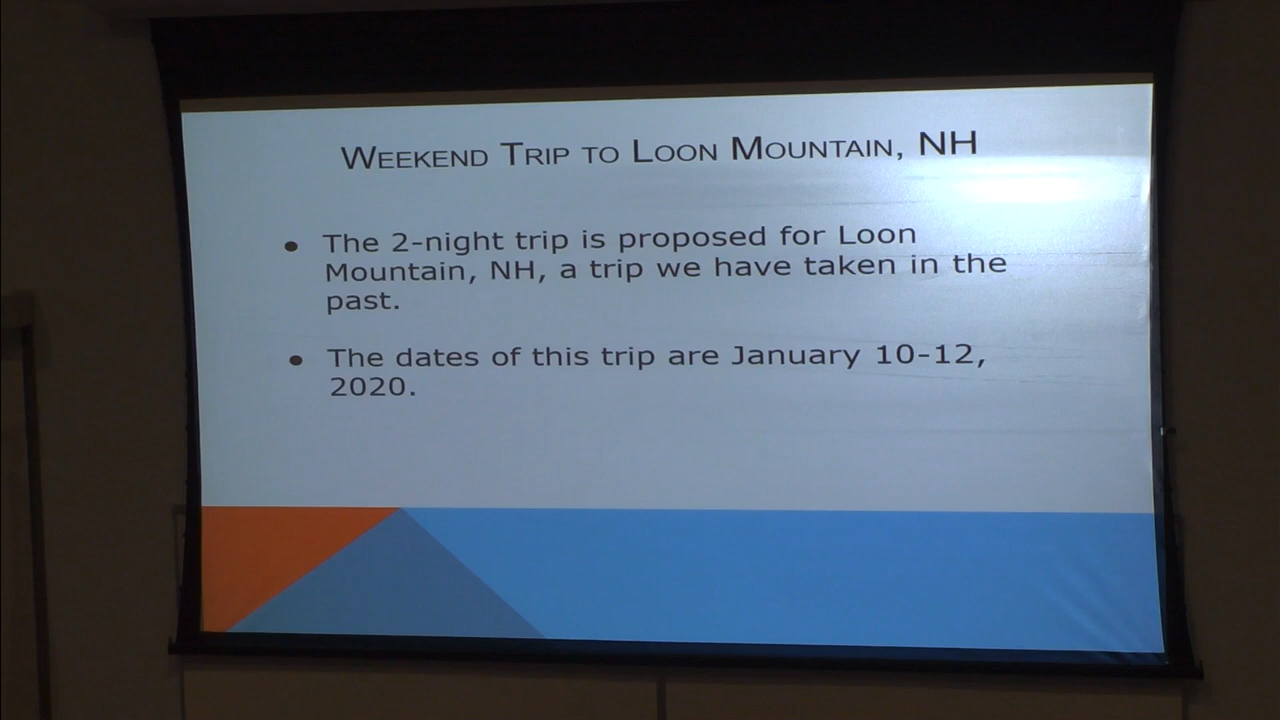 WEEKEND TRIP TO LOON MOUNTAIN, NH
• The 2-night trip is proposed for Loon
Mountain, NH, a trip we have taken in the
past.
• The dates of this trip are January 10-12,
2020.